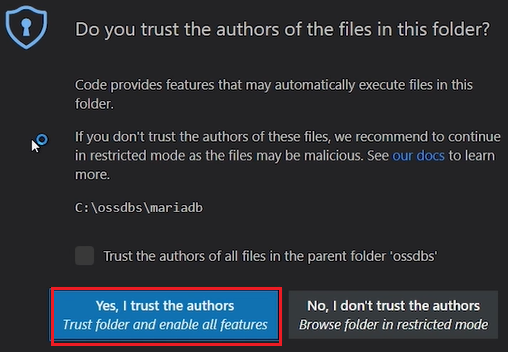 Do you trust the authors of the files in this folder?
Code provides features that may automatically execute files in this
folder.
If you don't trust the authors of these files, we recommend to continue
in restricted mode as the files may be malicious. See our docs to learn
more.
C:\ossdbs\mariadb
Trust the authors of all files in the parent folder 'ossdbs'
Yes, I trust the authors
Trust folder and enable all features
No, I don't trust the authors
Browse folder in restricted mode